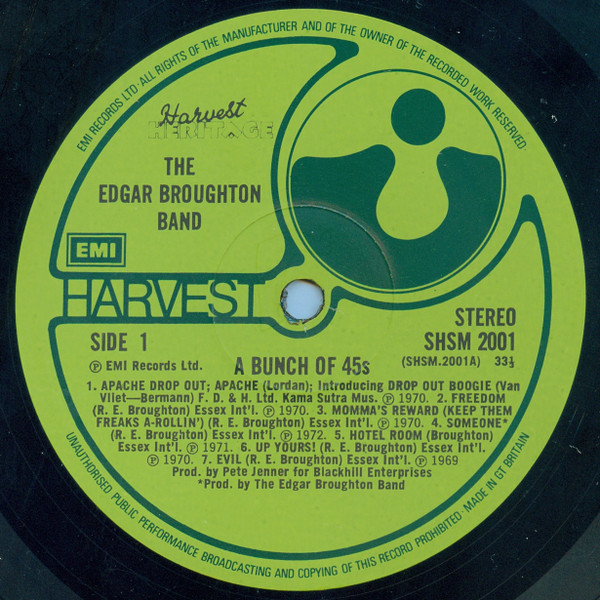 EMI RECORDS LTD·ALL RIGHTS OF THE MANUFACTURER AND OF THE OWNER OF THE RECORDED WORK RESERVED·
Harvest
HERITAGE
THE
EDGAR BROUGHTON
BAND
EMI
HARVEST
SIDE 1
STEREO
SHSM 2001
℗ EMI Records Ltd.
A BUNCH OF 45s
(SHSM.2001A) 33⅓
1. APACHE DROP OUT; APACHE (Lordan); Introducing DROP OUT BOOGIE (Van
Vliet—Bermann) F. D. & H. Ltd. Kama Sutra Mus. ℗ 1970. 2. FREEDOM
(R. E. Broughton) Essex Int'l. ℗ 1970. 3. MOMMA'S REWARD (KEEP THEM
FREAKS A-ROLLIN') (R. E. Broughton) Essex Int'l. ℗ 1970. 4. SOMEONE*
(R. E. Broughton) Essex Int'l. ℗ 1972. 5. HOTEL ROOM (Broughton)
Essex Int'l. ℗ 1971. 6. UP YOURS! (R. E. Broughton) Essex Int'l.
℗ 1970. 7. EVIL (R. E. Broughton) Essex Int'l. ℗ 1969
Prod. by Pete Jenner for Blackhill Enterprises
*Prod. by The Edgar Broughton Band
UNAUTHORISED PUBLIC PERFORMANCE BROADCASTING AND COPYING OF THIS RECORD PROHIBITED·MADE IN GT BRITAIN